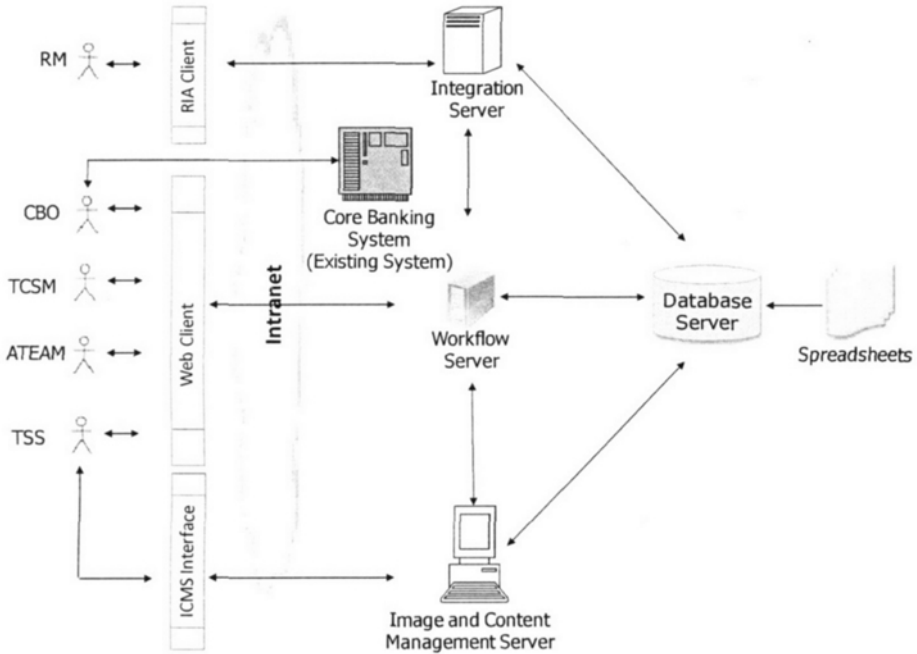 RM
RIA Client
Integration
Server
CBO
Core Banking
System
(Existing System)
TCSM
Intranet
Web Client
ATEAM
Workflow
Server
Database
Server
Spreadsheets
TSS
ICMS Interface
Image and Content
Management Server